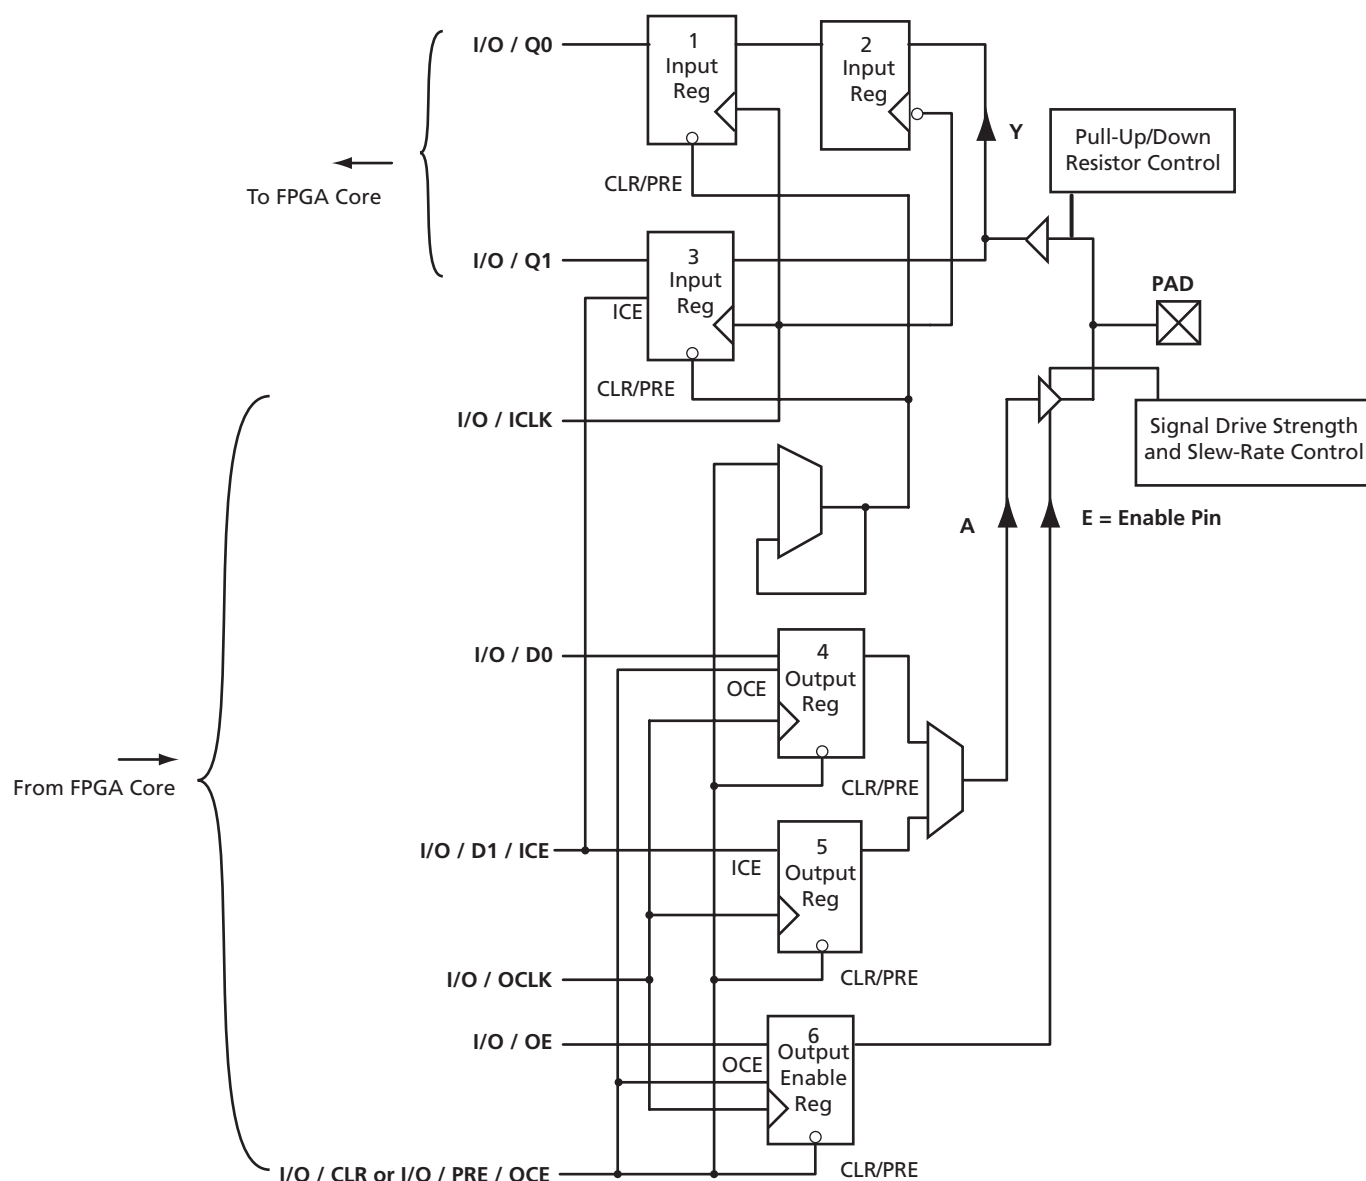 I/O / Q0
1
Input
Reg
2
Input
Reg
Y
Pull-Up/Down
Resistor Control
CLR/PRE
To FPGA Core
I/O / Q1
3
Input
Reg
ICE
PAD
CLR/PRE
I/O / ICLK
Signal Drive Strength
and Slew-Rate Control
A
E = Enable Pin
I/O / D0
4
Output
Reg
OCE
CLR/PRE
From FPGA Core
I/O / D1 / ICE
5
Output
Reg
ICE
CLR/PRE
I/O / OCLK
I/O / OE
6
Output
Enable
Reg
OCE
CLR/PRE
I/O / CLR or I/O / PRE / OCE